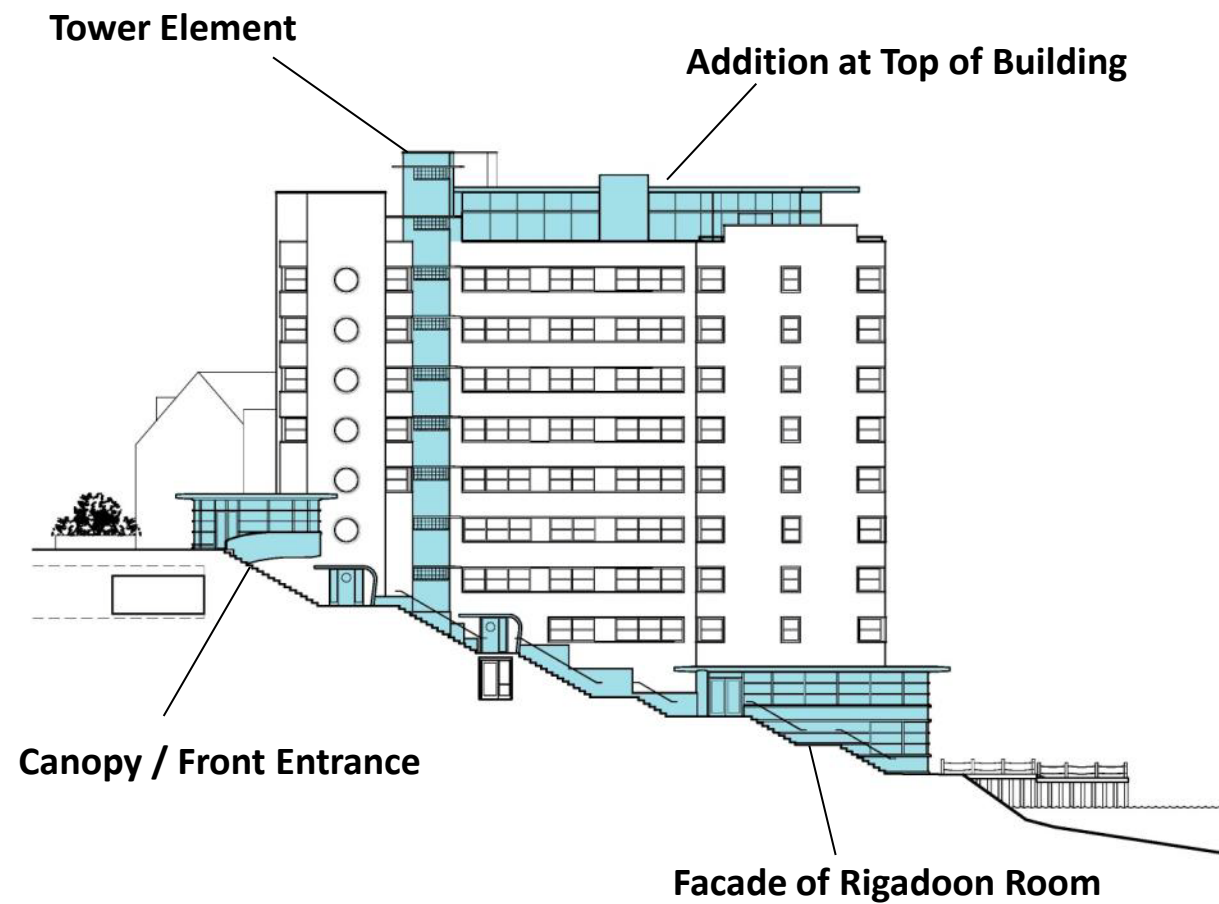 Tower Element
Addition at Top of Building
Canopy / Front Entrance
Facade of Rigadoon Room